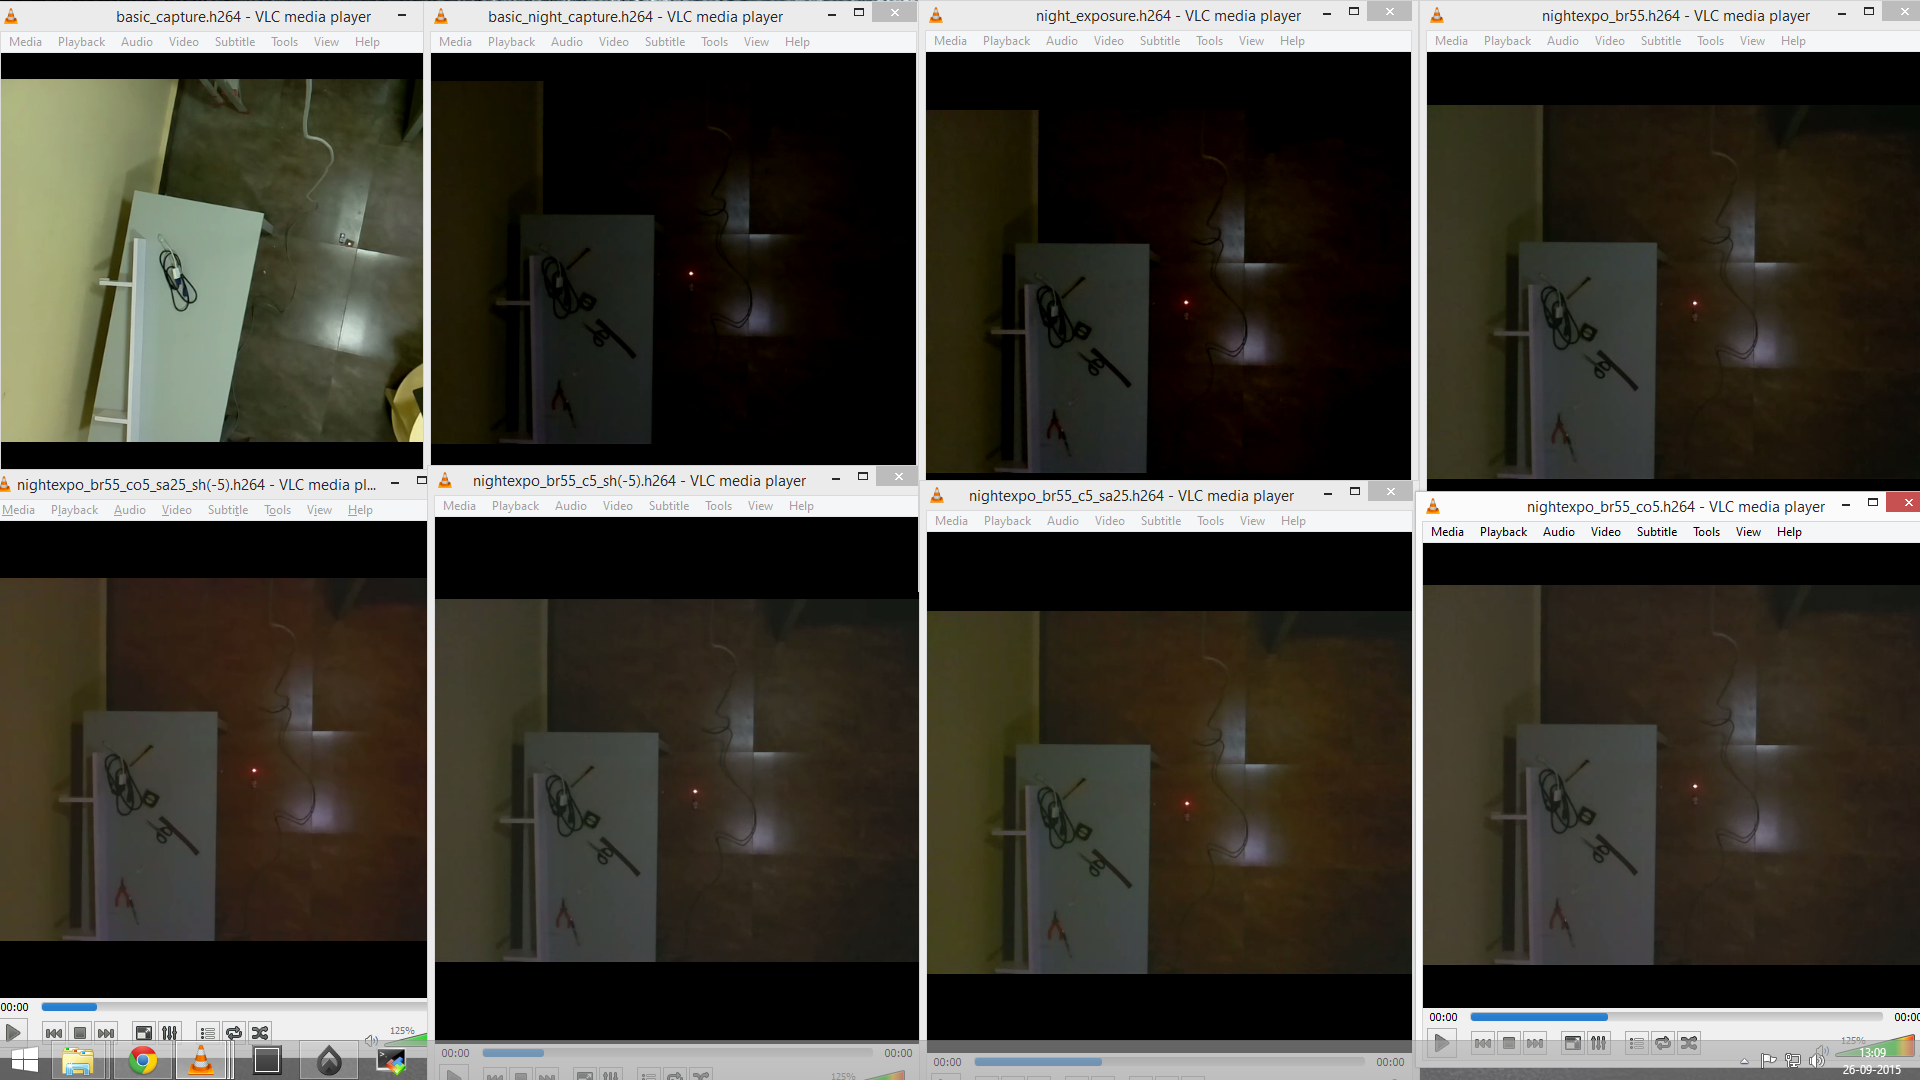 basic_capture.h264 - VLC media player
Media Playback Audio Video Subtitle Tools View Help
basic_night_capture.h264 - VLC media player
Media Playback Audio Video Subtitle Tools View Help
night_exposure.h264 - VLC media player
Media Playback Audio Video Subtitle Tools View Help
nightexpo_br55.h264 - VLC media player
Media Playback Audio Video Subtitle Tools View Help
nightexpo_br55_co5_sa25_sh(-5).h264 - VLC media pl...
Media Playback Audio Video Subtitle Tools View Help
00:00
125%
nightexpo_br55_c5_sh(-5).h264 - VLC media player
Media Playback Audio Video Subtitle Tools View Help
00:00 00:00
125%
nightexpo_br55_c5_sa25.h264 - VLC media player
Media Playback Audio Video Subtitle Tools View Help
00:00 00:00
nightexpo_br55_co5.h264 - VLC media player
Media Playback Audio Video Subtitle Tools View Help
00:00 00:00
125%
13:09
26-09-2015